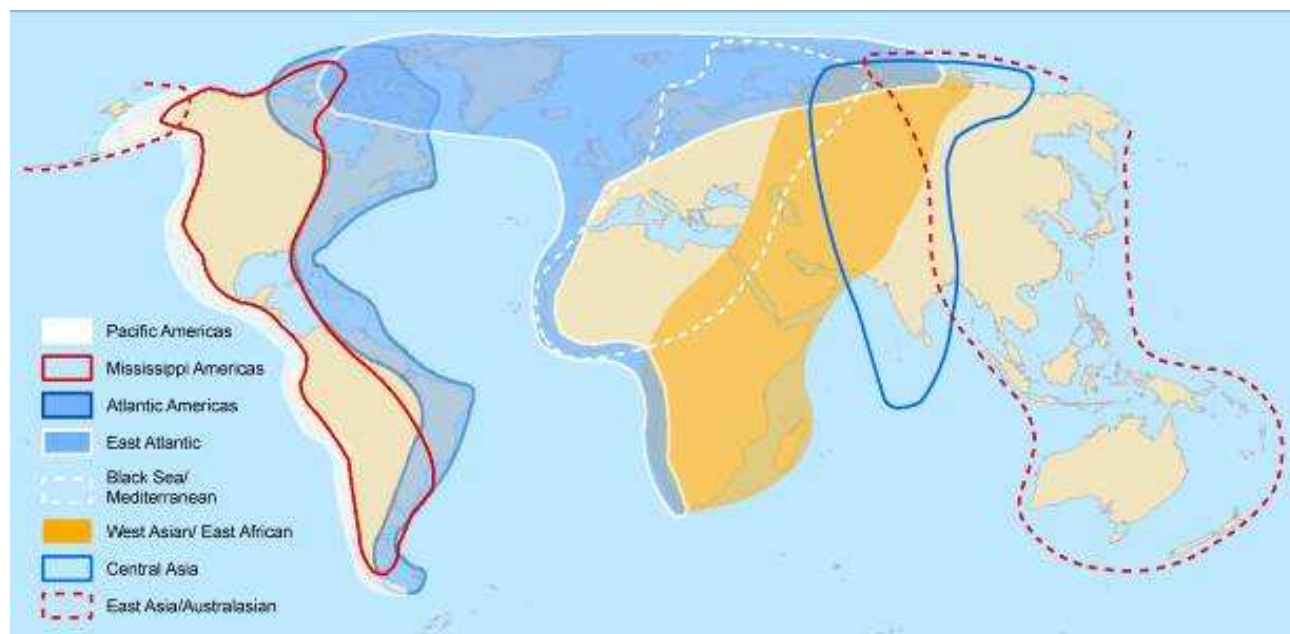 Pacific Americas
Mississippi Americas
Atlantic Americas
East Atlantic
Black Sea/
Mediterranean
West Asian/ East African
Central Asia
East Asia/Australasian